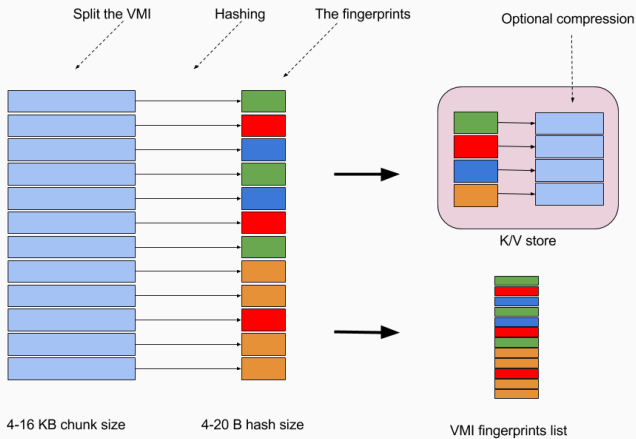 Split the VMI
Hashing
The fingerprints
Optional compression
K/V store
4-16 KB chunk size
4-20 B hash size
VMI fingerprints list